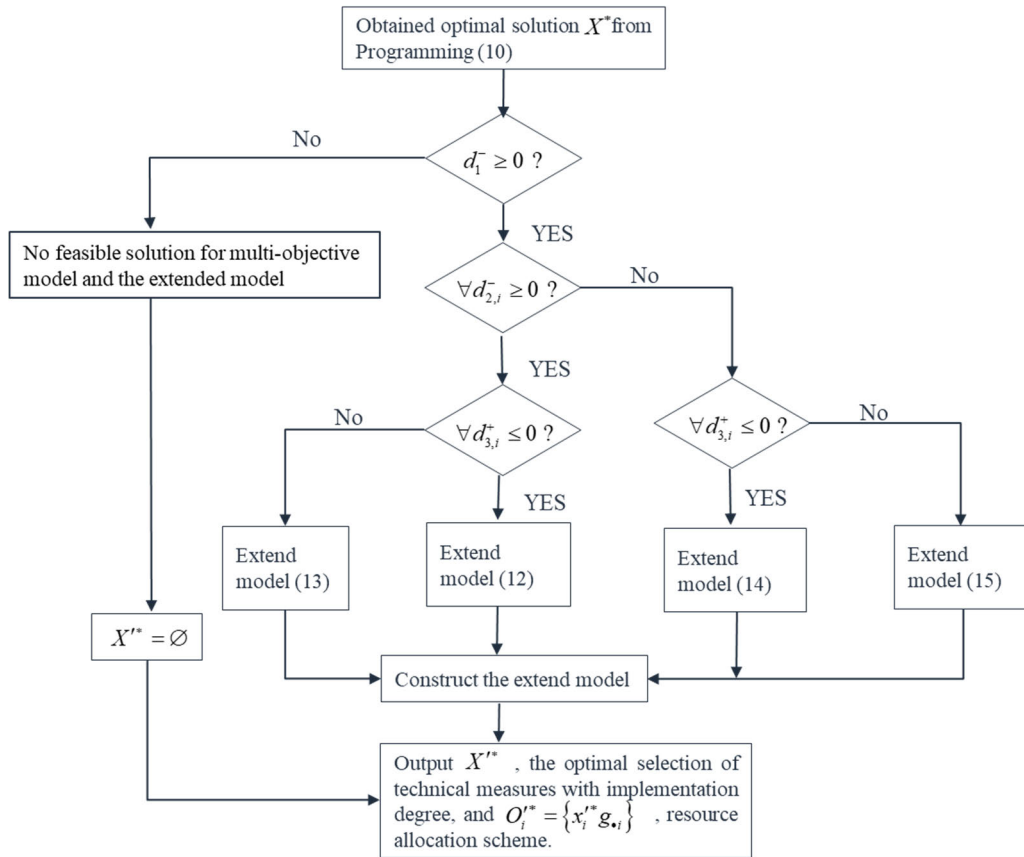 Obtained optimal solution X* from
Programming (10)
No
d₁⁻ ≥ 0 ?
YES
No feasible solution for multi-objective
model and the extended model
∀d₂,ᵢ⁻ ≥ 0 ?
No
YES
No
∀d₃,ᵢ⁺ ≤ 0 ?
∀d₃,ᵢ⁺ ≤ 0 ?
No
YES
YES
Extend
model (13)
Extend
model (12)
Extend
model (14)
Extend
model (15)
X′* = ∅
Construct the extend model
Output X′* , the optimal selection of
technical measures with implementation
degree, and O′ᵢ* = {x′ᵢ* g•ᵢ} , resource
allocation scheme.